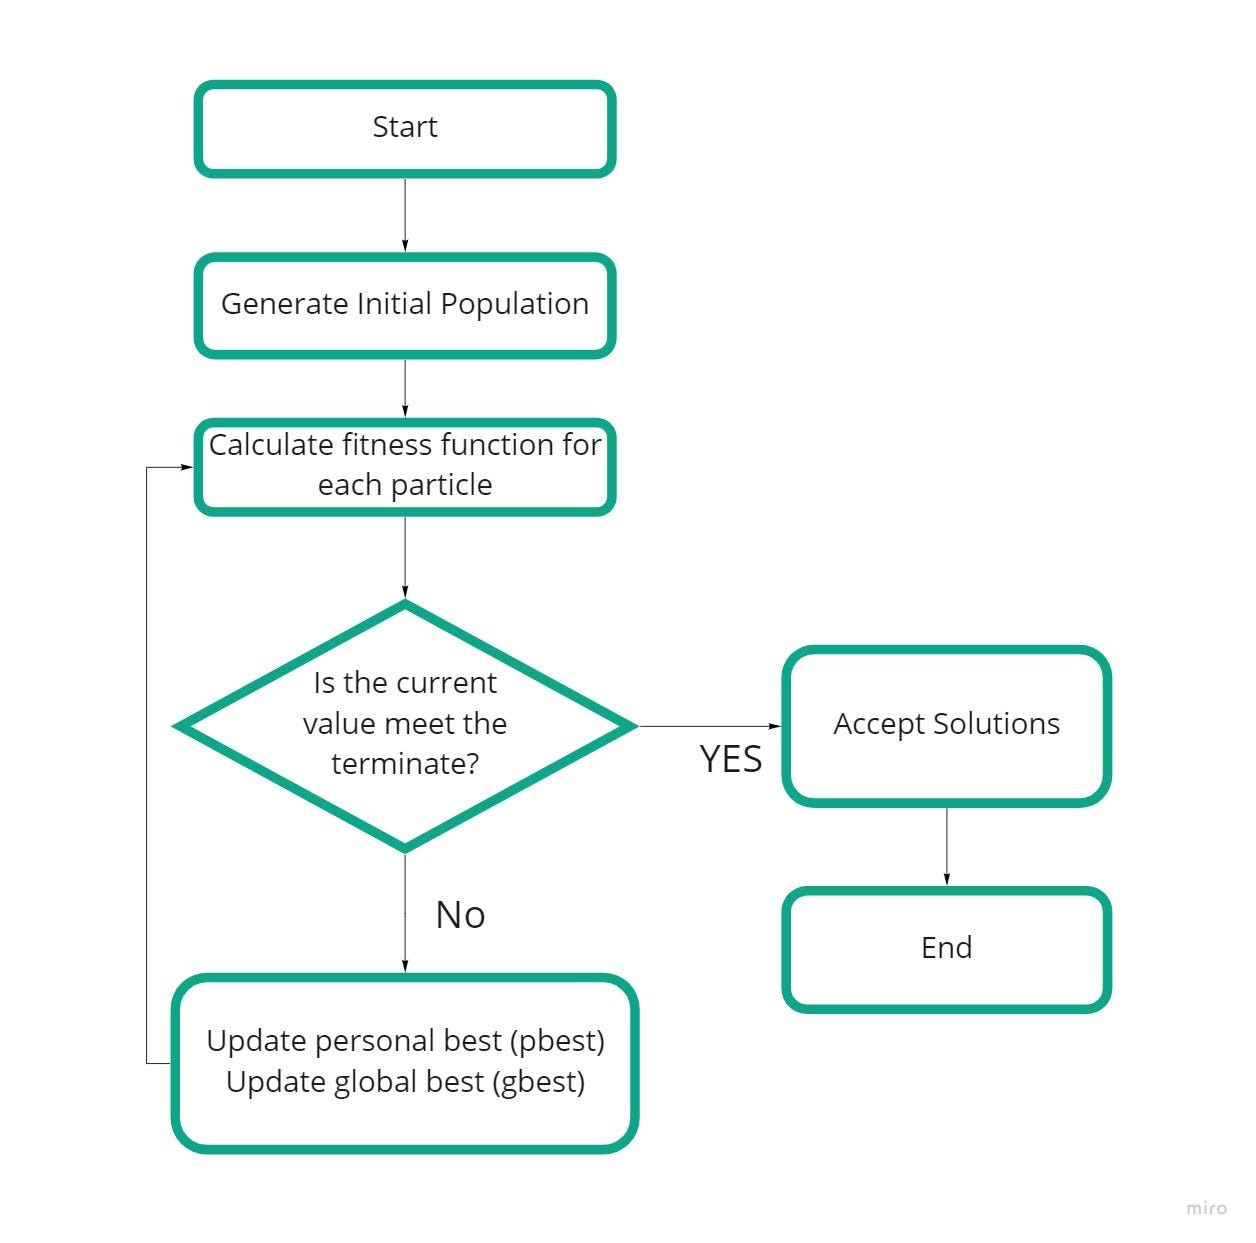 Start
Generate Initial Population
Calculate fitness function for
each particle
Is the current
value meet the
terminate?
YES
Accept Solutions
No
End
Update personal best (pbest)
Update global best (gbest)
miro